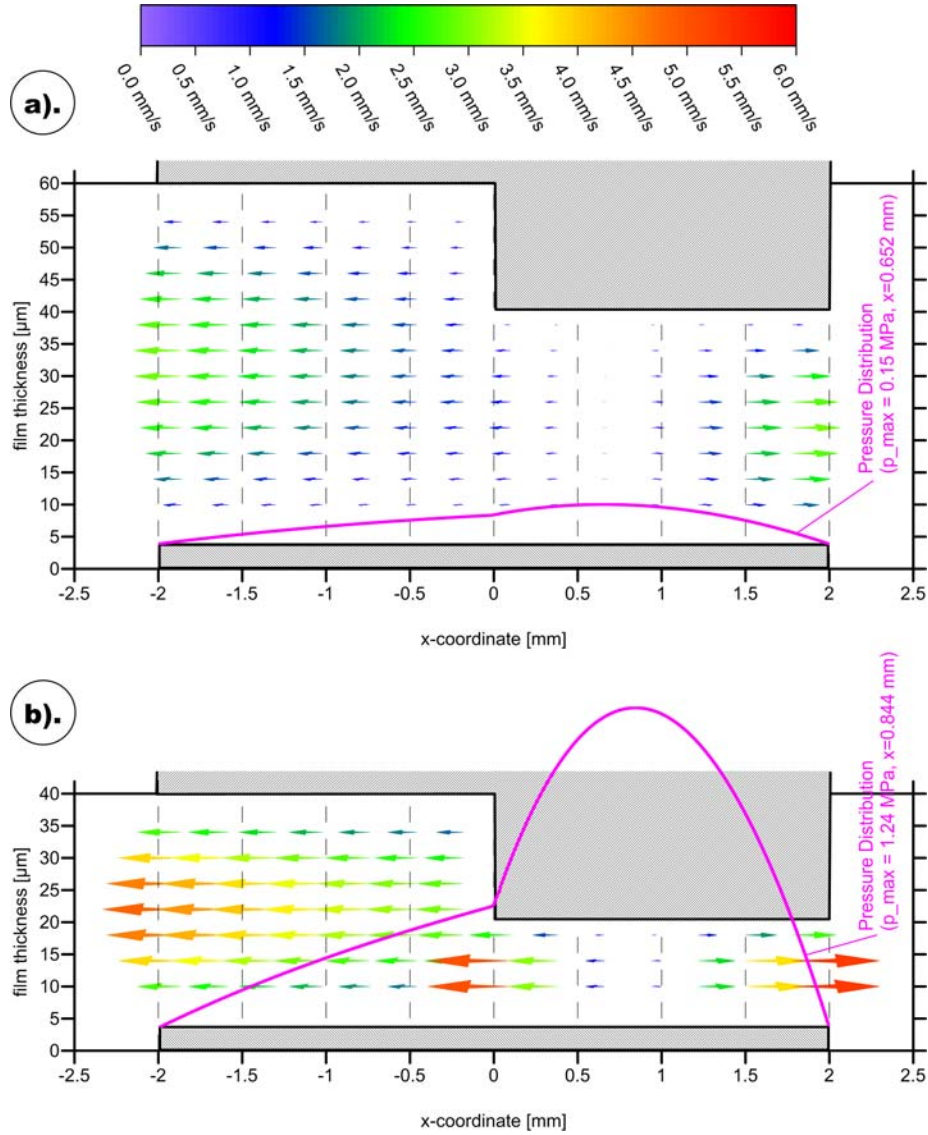 0.0 mm/s
0.5 mm/s
1.0 mm/s
1.5 mm/s
2.0 mm/s
2.5 mm/s
3.0 mm/s
3.5 mm/s
4.0 mm/s
4.5 mm/s
5.0 mm/s
5.5 mm/s
6.0 mm/s
a).
film thickness [µm]
60
55
50
45
40
35
30
25
20
15
10
5
0
Pressure Distribution
(p_max = 0.15 MPa, x=0.652 mm)
-2.5 -2 -1.5 -1 -0.5 0 0.5 1 1.5 2 2.5
x-coordinate [mm]
b).
film thickness [µm]
40
35
30
25
20
15
10
5
0
Pressure Distribution
(p_max = 1.24 MPa, x=0.844 mm)
-2.5 -2 -1.5 -1 -0.5 0 0.5 1 1.5 2 2.5
x-coordinate [mm]